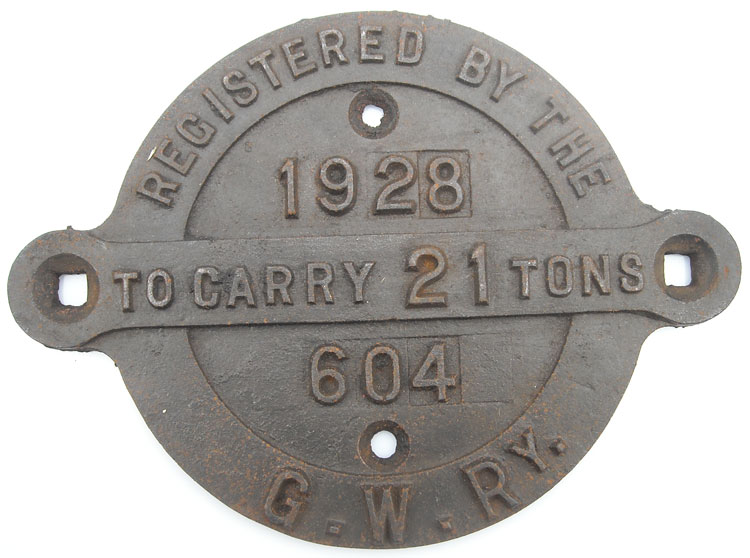 REGISTERED BY THE
1928
TO CARRY 21 TONS
604
G.W.RY.